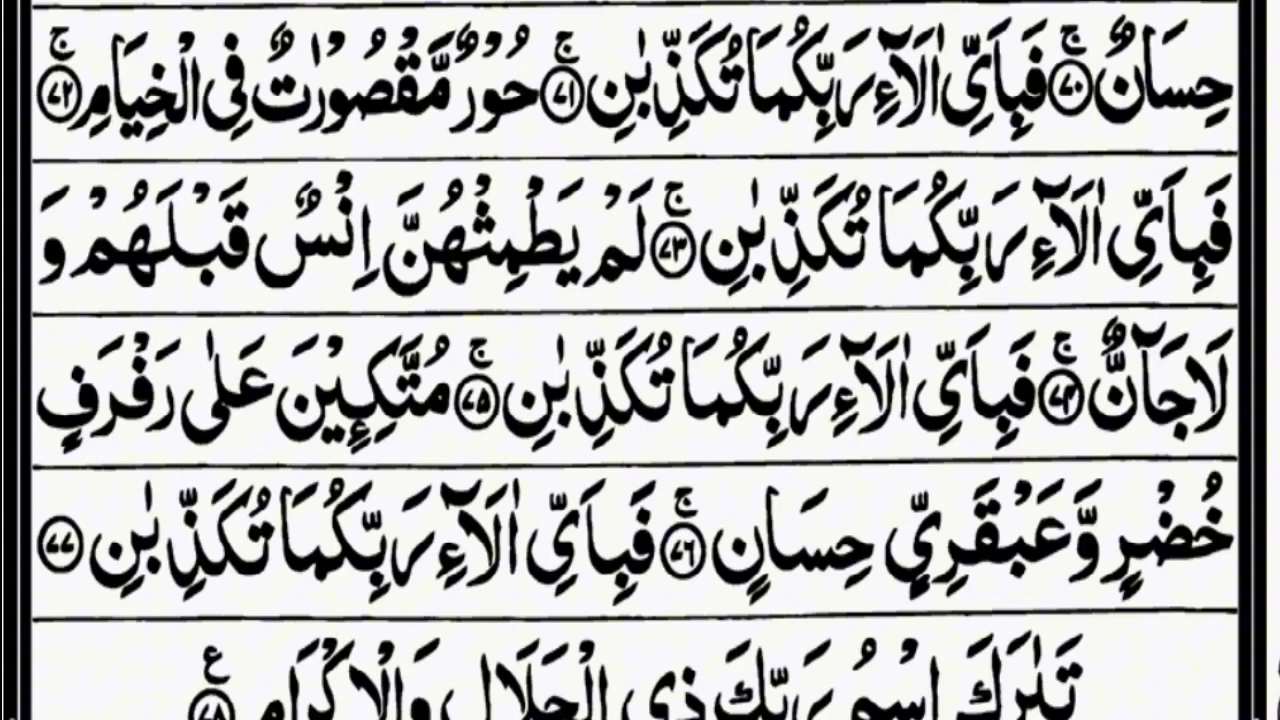 حِسَانٌ ۚ﴿۷۰﴾ فَبِاَیِّ اٰلَآءِ رَبِّکُمَا تُکَذِّبٰنِ ۚ﴿۷۱﴾ حُوْرٌ مَّقْصُوْرٰتٌ فِی الْخِیَامِ ۚ﴿۷۲﴾
فَبِاَیِّ اٰلَآءِ رَبِّکُمَا تُکَذِّبٰنِ ۚ﴿۷۳﴾ لَمْ یَطْمِثْهُنَّ اِنْسٌ قَبْلَهُمْ وَ
لَا جَآنٌّ ۚ﴿۷۴﴾ فَبِاَیِّ اٰلَآءِ رَبِّکُمَا تُکَذِّبٰنِ ۚ﴿۷۵﴾ مُتَّکِـِٕیْنَ عَلٰی رَفْرَفٍ
خُضْرٍ وَّ عَبْقَرِیٍّ حِسَانٍ ۚ﴿۷۶﴾ فَبِاَیِّ اٰلَآءِ رَبِّکُمَا تُکَذِّبٰنِ ﴿۷۷﴾
تَبٰرَکَ اسْمُ رَبِّکَ ذِی الْجَلٰلِ وَ الْاِکْرَامِ ﴿۷۸﴾ ع